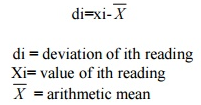 di=xi-X̅
di = deviation of ith reading
Xi= value of ith reading
X̅ = arithmetic mean